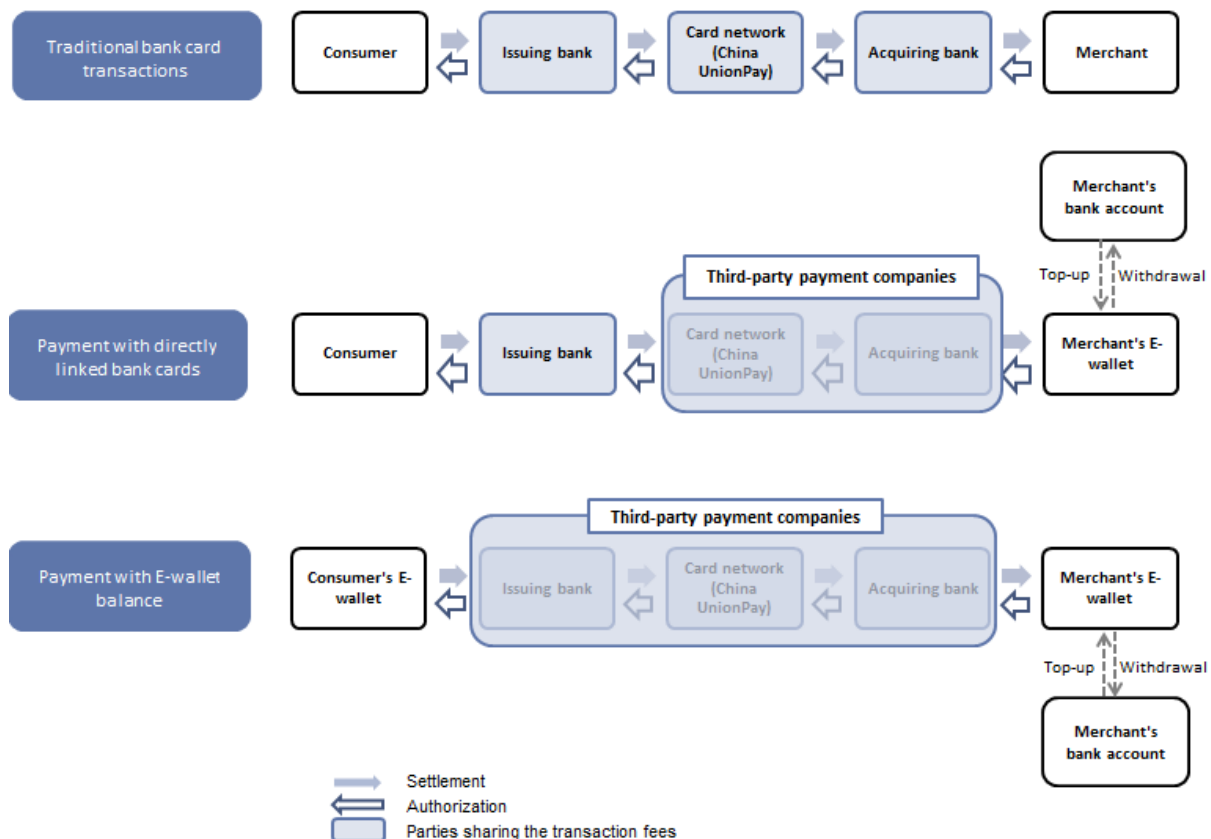 Traditional bank card
transactions
Consumer
Issuing bank
Card network
(China
UnionPay)
Acquiring bank
Merchant
Merchant's
bank account
Top-up
Withdrawal
Third-party payment companies
Payment with directly
linked bank cards
Consumer
Issuing bank
Card network
(China
UnionPay)
Acquiring bank
Merchant's E-
wallet
Third-party payment companies
Payment with E-wallet
balance
Consumer's E-
wallet
Issuing bank
Card network
(China
UnionPay)
Acquiring bank
Merchant's E-
wallet
Top-up
Withdrawal
Merchant's
bank account
Settlement
Authorization
Parties sharing the transaction fees